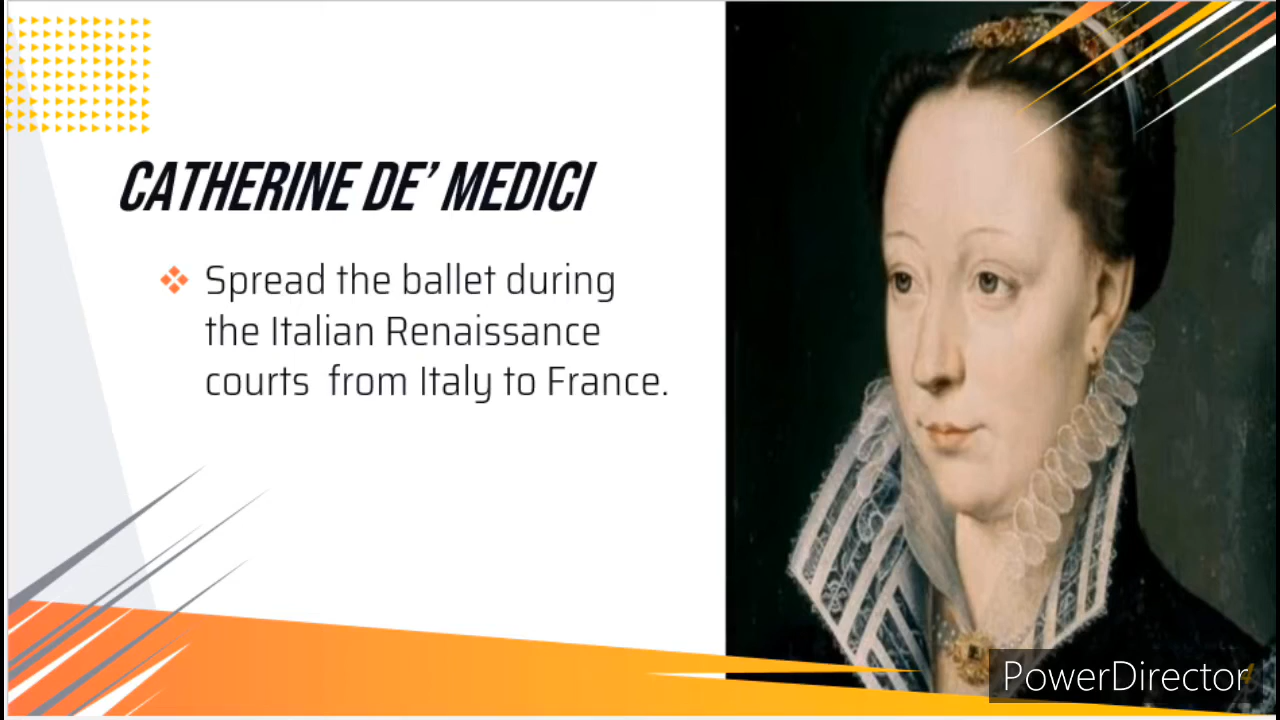 CATHERINE DE’ MEDICI
Spread the ballet during
the Italian Renaissance
courts from Italy to France.
PowerDirector